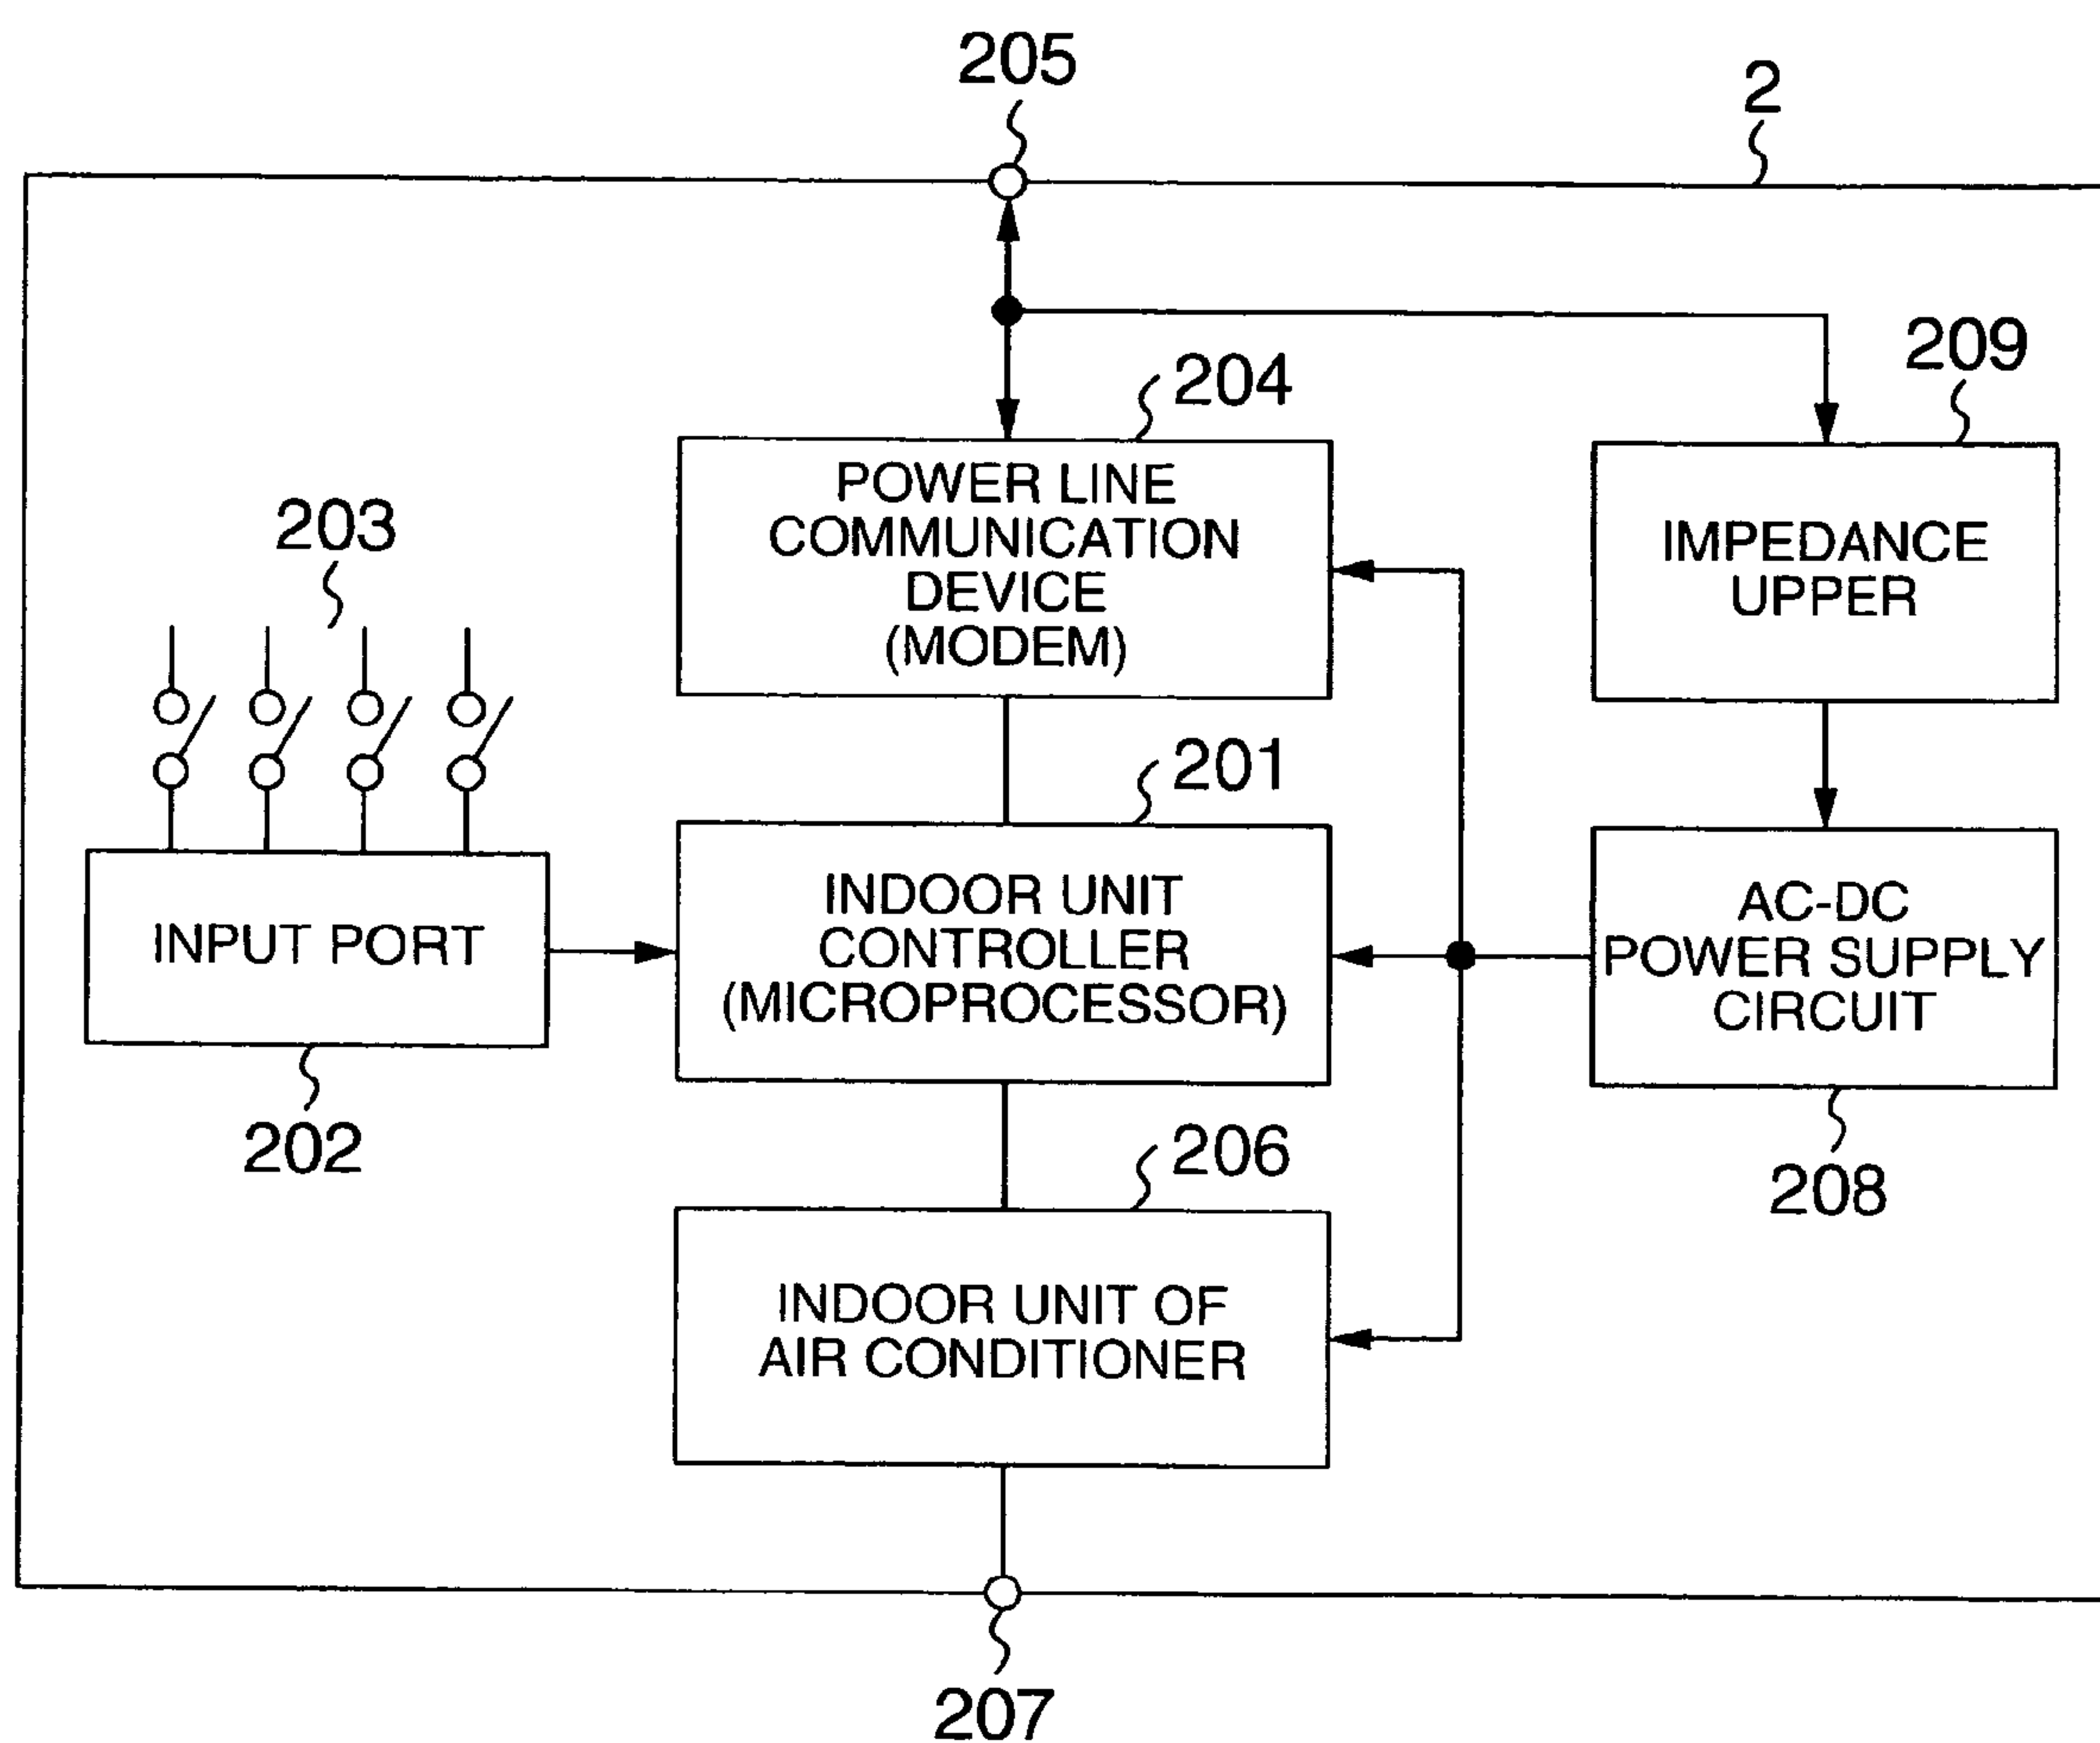 205
2
209
204
POWER LINE
COMMUNICATION
DEVICE
(MODEM)
IMPEDANCE
UPPER
203
201
INPUT PORT
INDOOR UNIT
CONTROLLER
(MICROPROCESSOR)
AC-DC
POWER SUPPLY
CIRCUIT
202
206
208
INDOOR UNIT OF
AIR CONDITIONER
207